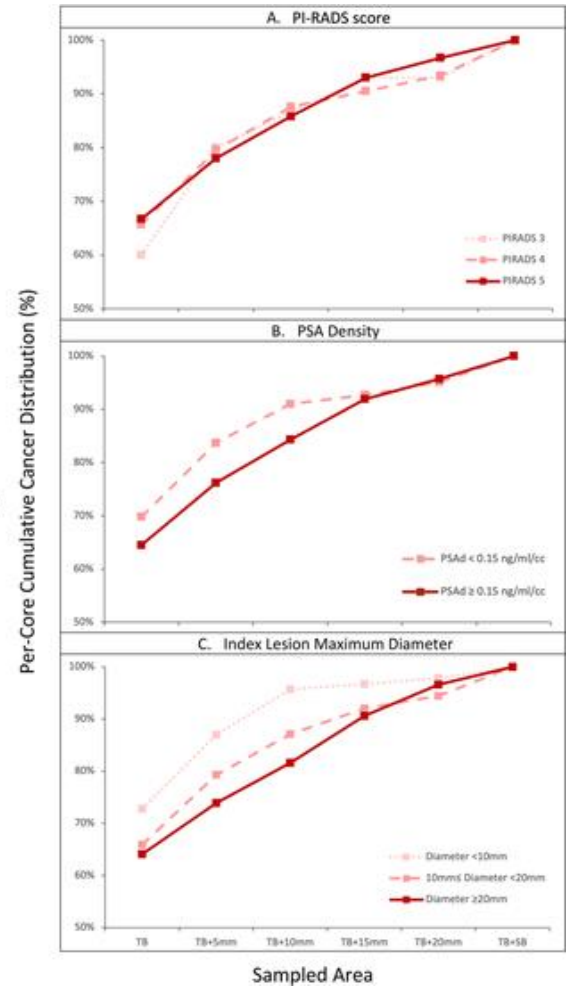 A. PI-RADS score
100%
90%
80%
70%
60%
50%
PIRADS 3
PIRADS 4
PIRADS 5
B. PSA Density
100%
90%
80%
70%
60%
50%
PSAd < 0.15 ng/ml/cc
PSAd ≥ 0.15 ng/ml/cc
C. Index Lesion Maximum Diameter
100%
90%
80%
70%
60%
50%
Diameter <10mm
10mm≤ Diameter <20mm
Diameter ≥20mm
TB TB+5mm TB+10mm TB+15mm TB+20mm TB+SB
Per-Core Cumulative Cancer Distribution (%)
Sampled Area